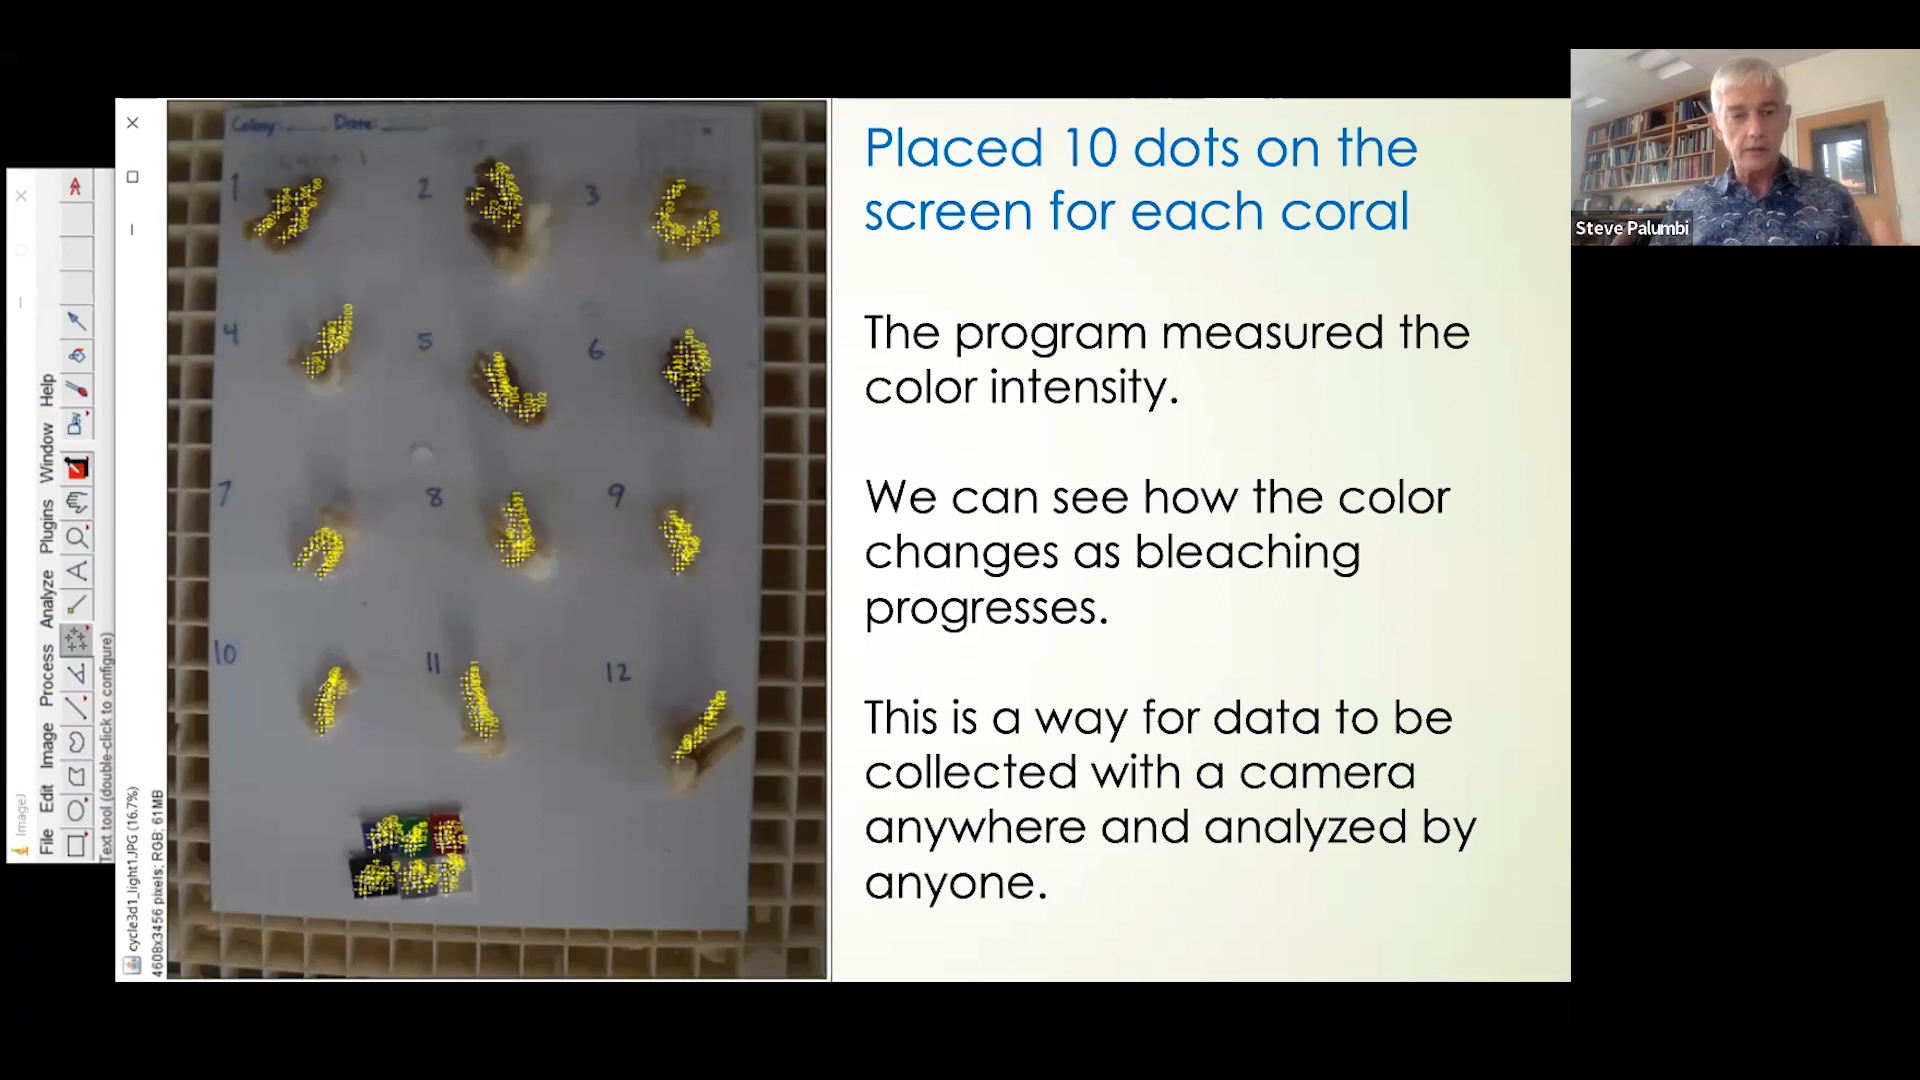 Placed 10 dots on the
screen for each coral
The program measured the
color intensity.
We can see how the color
changes as bleaching
progresses.
This is a way for data to be
collected with a camera
anywhere and analyzed by
anyone.
Steve Palumbi
ImageJ
File Edit Image Process Analyze Plugins Window Help
Dev
Text tool (double-click to configure)
cycle3d1_light1.JPG (16.7%)
4608x3456 pixels; RGB; 61MB
Colony: Date:
1 2 3
4 5 6
7 8 9
10 11 12